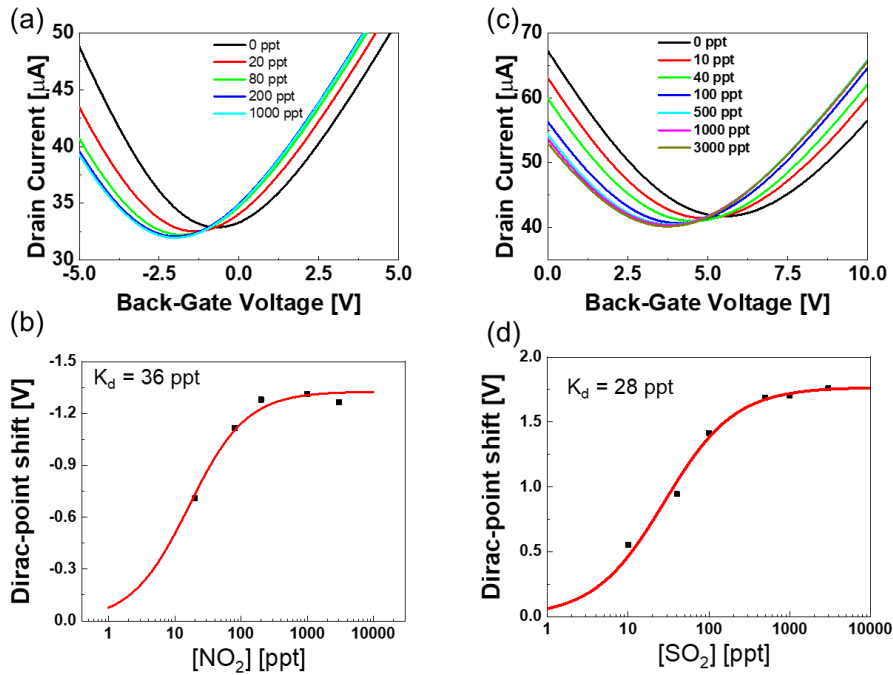 (a)
Drain Current [μA]
50
45
40
35
30
0 ppt
20 ppt
80 ppt
200 ppt
1000 ppt
-5.0
-2.5
0.0
2.5
5.0
Back-Gate Voltage [V]
(c)
Drain Current [μA]
70
60
50
40
0 ppt
10 ppt
40 ppt
100 ppt
500 ppt
1000 ppt
3000 ppt
0.0
2.5
5.0
7.5
10.0
Back-Gate Voltage [V]
(b)
Dirac-point shift [V]
-1.5
-1.2
-0.9
-0.6
-0.3
0.0
K_d = 36 ppt
1
10
100
1000
10000
[NO₂] [ppt]
(d)
Dirac-point shift [V]
2.0
1.5
1.0
0.5
0.0
K_d = 28 ppt
1
10
100
1000
10000
[SO₂] [ppt]